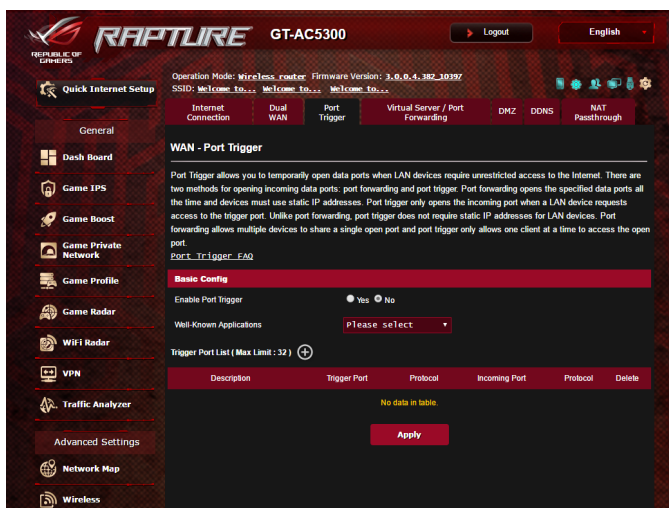 REPUBLIC OF
GAMERS
RAPTURE
GT-AC5300
Logout
English
Quick Internet Setup
Operation Mode: Wireless router Firmware Version: 3.0.0.4.382_10397
SSID: Welcome to... Welcome to... Welcome to...
Internet Connection
Dual WAN
Port Trigger
Virtual Server / Port Forwarding
DMZ
DDNS
NAT Passthrough
General
Dash Board
Game IPS
Game Boost
Game Private Network
Game Profile
Game Radar
WiFi Radar
VPN
Traffic Analyzer
Advanced Settings
Network Map
Wireless
WAN - Port Trigger
Port Trigger allows you to temporarily open data ports when LAN devices require unrestricted access to the Internet. There are
two methods for opening incoming data ports: port forwarding and port trigger. Port forwarding opens the specified data ports all
the time and devices must use static IP addresses. Port trigger only opens the incoming port when a LAN device requests
access to the trigger port. Unlike port forwarding, port trigger does not require static IP addresses for LAN devices. Port
forwarding allows multiple devices to share a single open port and port trigger only allows one client at a time to access the open
port.
Port Trigger FAQ
Basic Config
Enable Port Trigger Yes No
Well-Known Applications Please select
Trigger Port List ( Max Limit : 32 )
Description Trigger Port Protocol Incoming Port Protocol Delete
No data in table.
Apply